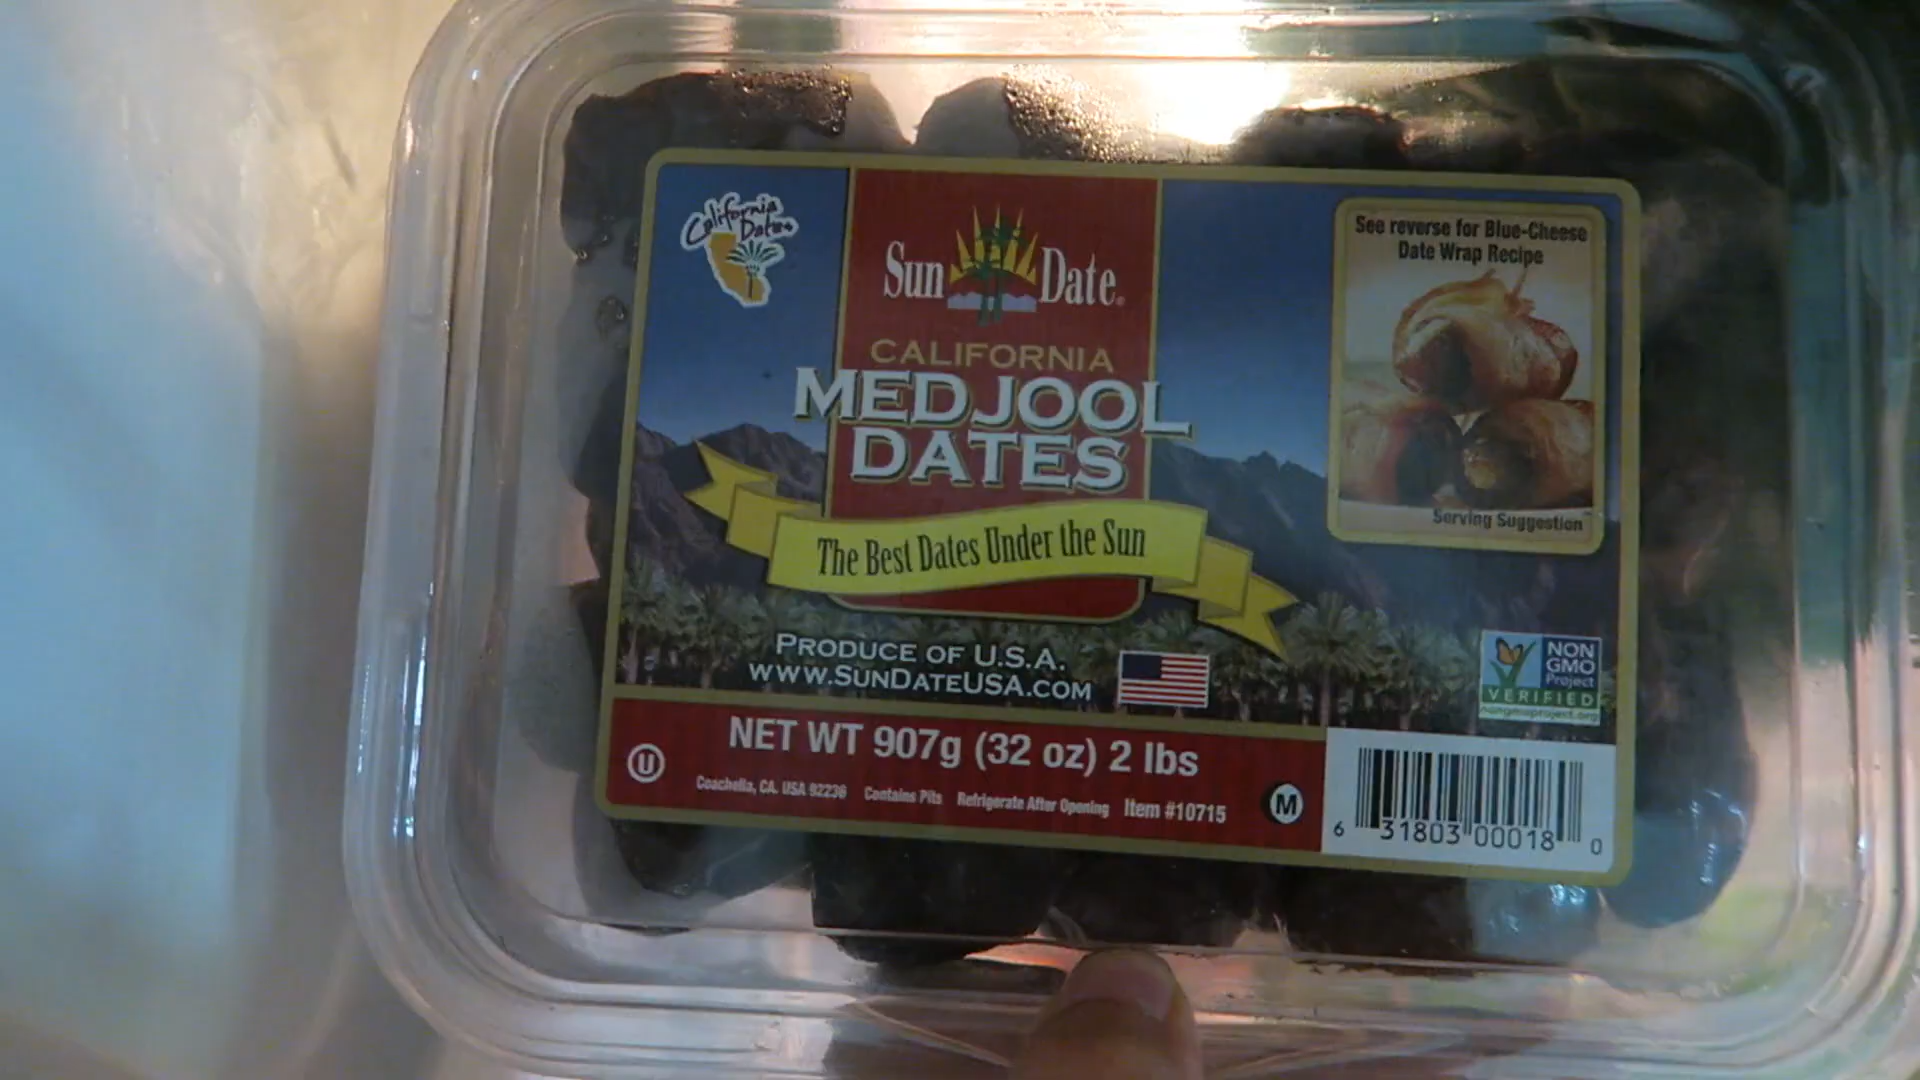 California
Dates
Sun Date®
CALIFORNIA
MEDJOOL
DATES
The Best Dates Under the Sun
See reverse for Blue-Cheese
Date Wrap Recipe
Serving Suggestion
PRODUCE OF U.S.A.
WWW.SUNDATEUSA.COM
NON
GMO
Project
VERIFIED
nongmoproject.org
NET WT 907g (32 oz) 2 lbs
U
Coachella, CA. USA 92236 Contains Pits Refrigerate After Opening Item #10715
M
6 31803 00018 0